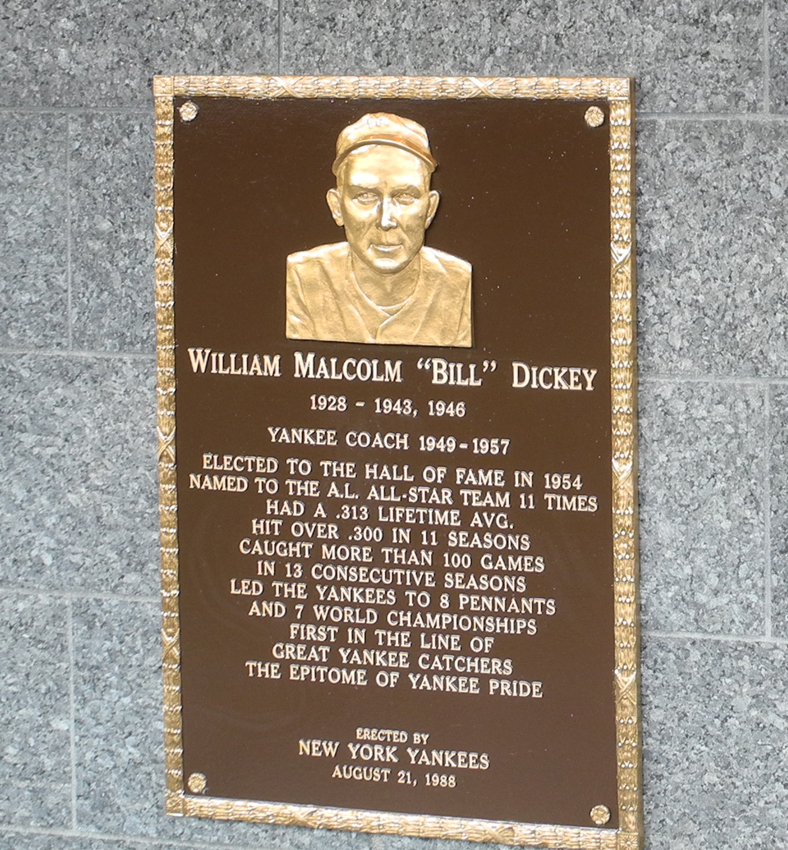 WILLIAM MALCOLM "BILL" DICKEY
1928 - 1943, 1946
YANKEE COACH 1949-1957
ELECTED TO THE HALL OF FAME IN 1954
NAMED TO THE A.L. ALL-STAR TEAM 11 TIMES
HAD A .313 LIFETIME AVG.
HIT OVER .300 IN 11 SEASONS
CAUGHT MORE THAN 100 GAMES
IN 13 CONSECUTIVE SEASONS
LED THE YANKEES TO 8 PENNANTS
AND 7 WORLD CHAMPIONSHIPS
FIRST IN THE LINE OF
GREAT YANKEE CATCHERS
THE EPITOME OF YANKEE PRIDE
ERECTED BY
NEW YORK YANKEES
AUGUST 21, 1988